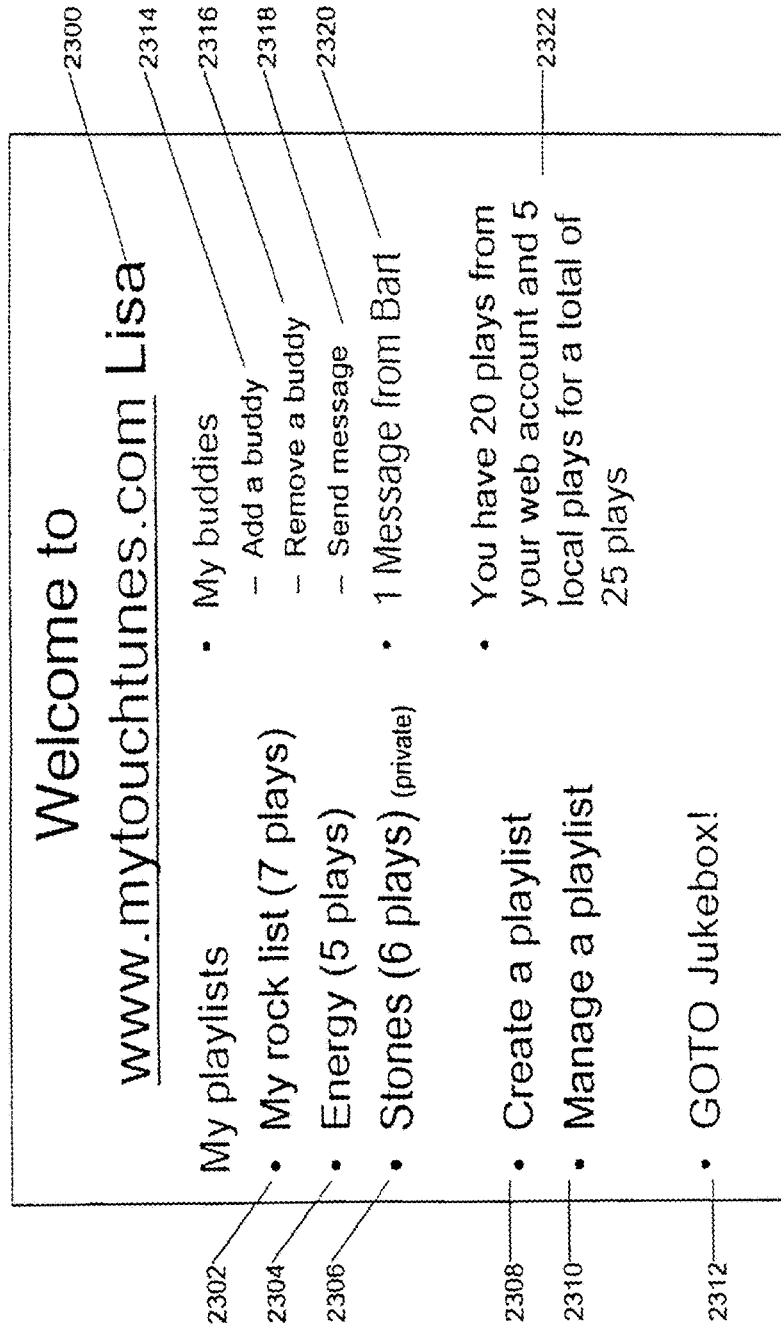 Welcome to
www.mytouchtunes.com Lisa
My playlists
• My rock list (7 plays)
• Energy (5 plays)
• Stones (6 plays) (private)
• Create a playlist
• Manage a playlist
• GOTO Jukebox!
• My buddies
– Add a buddy
– Remove a buddy
– Send message
• 1 Message from Bart
• You have 20 plays from
your web account and 5
local plays for a total of
25 plays
2300
2314
2316
2318
2320
2322
2302
2304
2306
2308
2310
2312